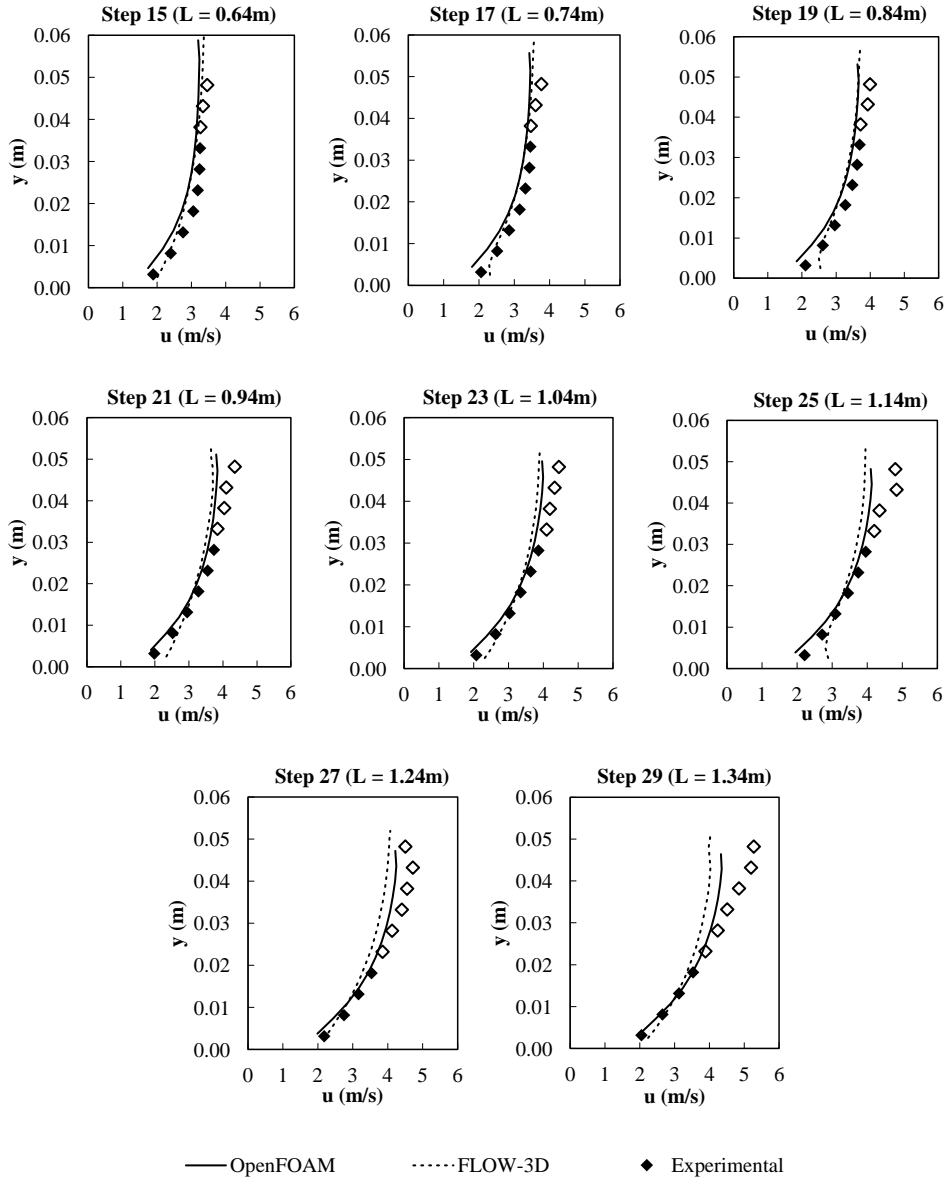 Step 15 (L = 0.64m)
Step 17 (L = 0.74m)
Step 19 (L = 0.84m)
0.06
0.05
0.04
0.03
0.02
0.01
0.00
y (m)
0 1 2 3 4 5 6
u (m/s)
0.06
0.05
0.04
0.03
0.02
0.01
0.00
y (m)
0 1 2 3 4 5 6
u (m/s)
0.06
0.05
0.04
0.03
0.02
0.01
0.00
y (m)
0 1 2 3 4 5 6
u (m/s)
Step 21 (L = 0.94m)
Step 23 (L = 1.04m)
Step 25 (L = 1.14m)
0.06
0.05
0.04
0.03
0.02
0.01
0.00
y (m)
0 1 2 3 4 5 6
u (m/s)
0.06
0.05
0.04
0.03
0.02
0.01
0.00
y (m)
0 1 2 3 4 5 6
u (m/s)
0.06
0.05
0.04
0.03
0.02
0.01
0.00
y (m)
0 1 2 3 4 5 6
u (m/s)
Step 27 (L = 1.24m)
Step 29 (L = 1.34m)
0.06
0.05
0.04
0.03
0.02
0.01
0.00
y (m)
0 1 2 3 4 5 6
u (m/s)
0.06
0.05
0.04
0.03
0.02
0.01
0.00
y (m)
0 1 2 3 4 5 6
u (m/s)
OpenFOAM
FLOW-3D
Experimental